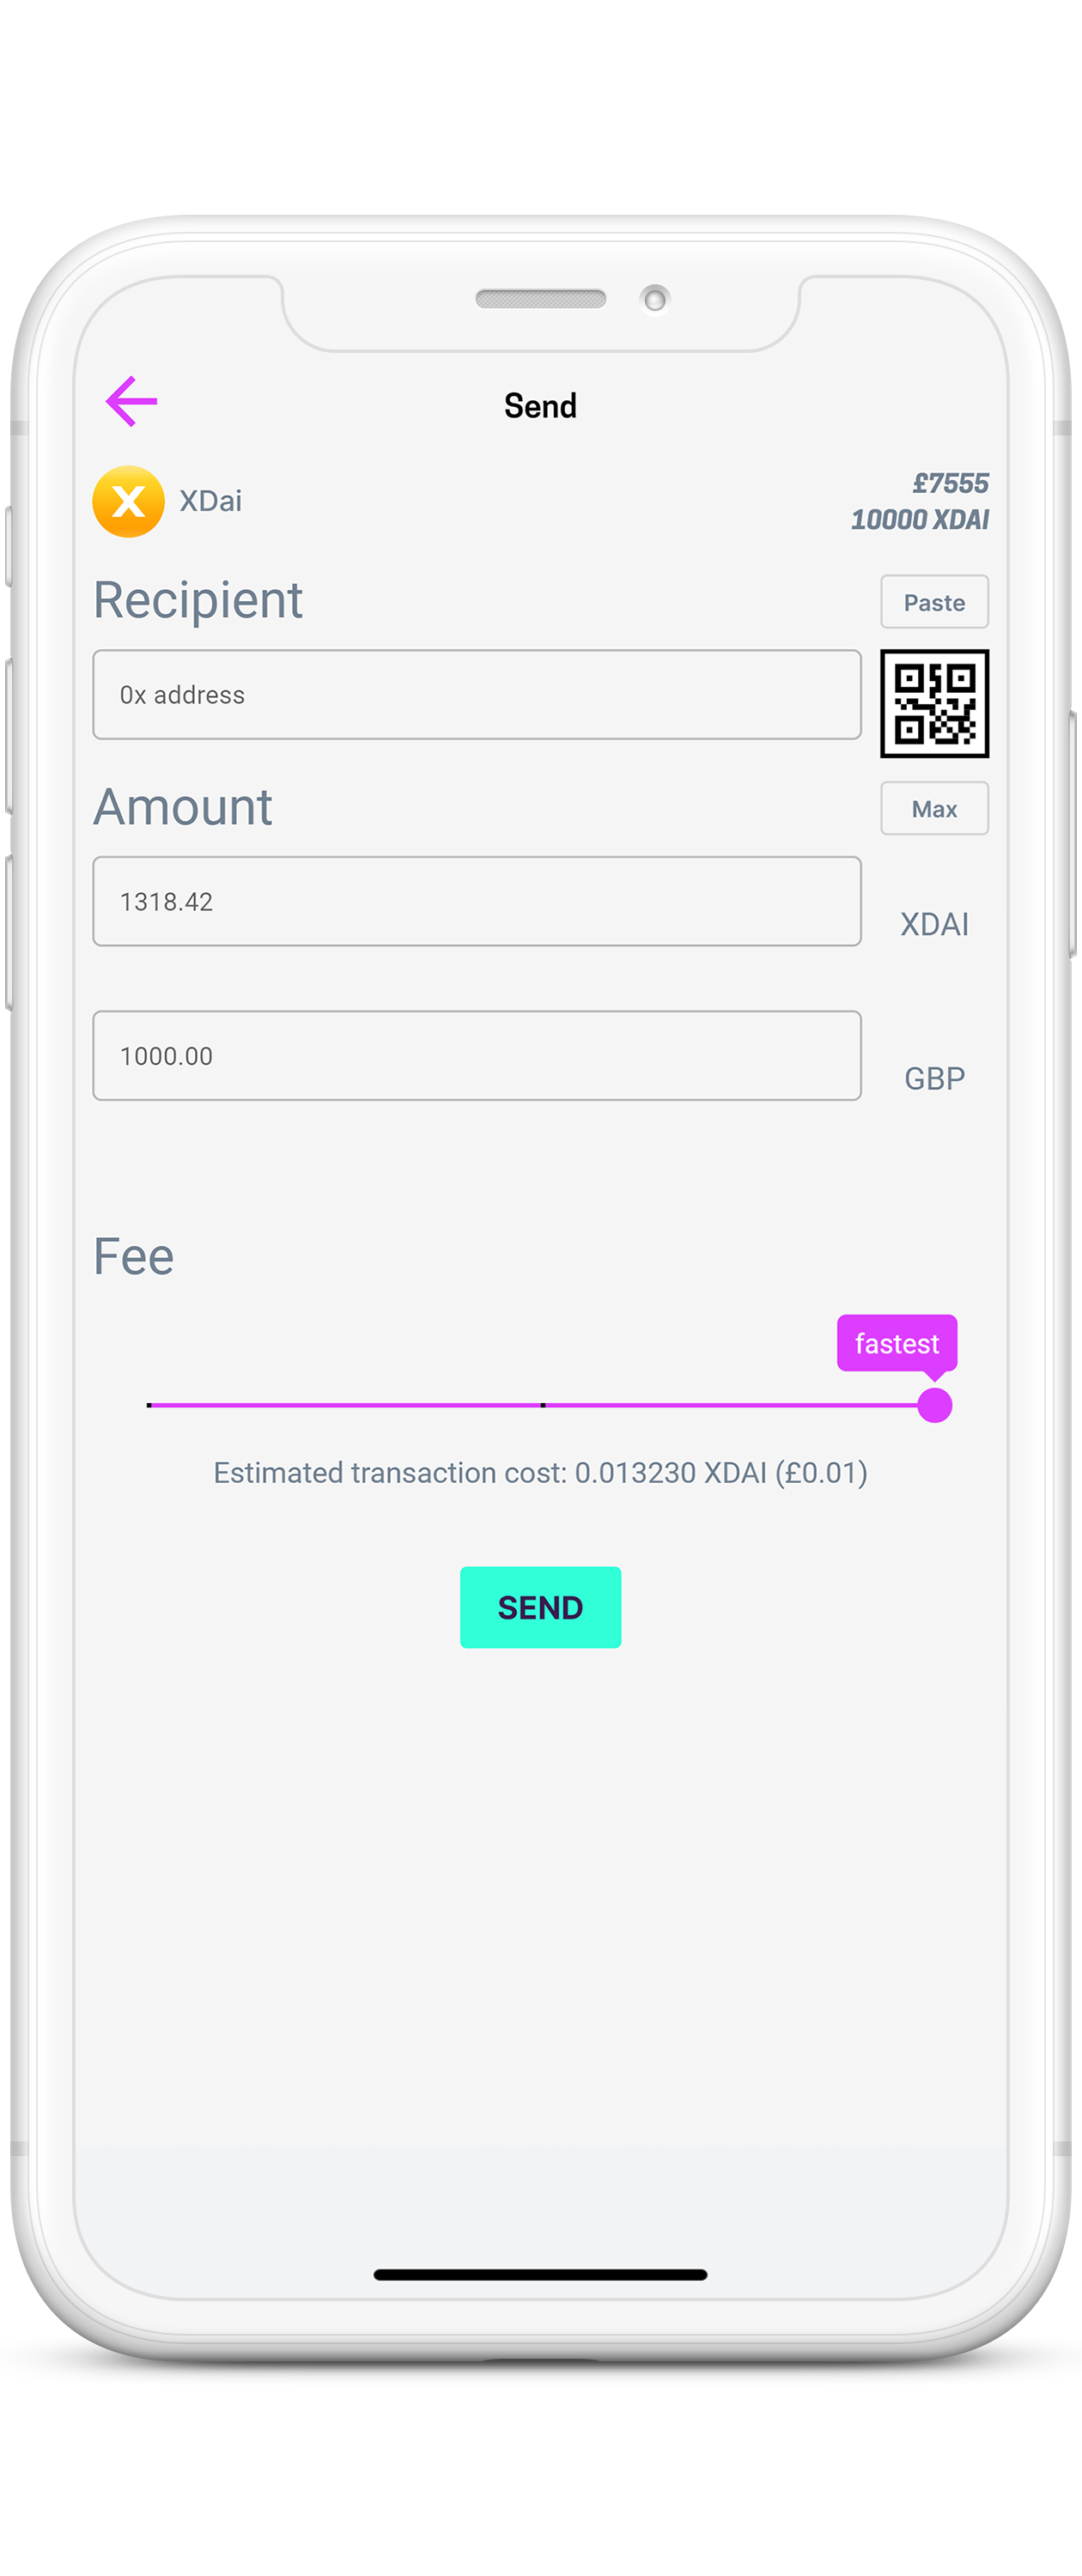 Send
X XDai
£7555
10000 XDAI
Recipient
Paste
0x address
Amount
Max
1318.42
XDAI
1000.00
GBP
Fee
fastest
Estimated transaction cost: 0.013230 XDAI (£0.01)
SEND